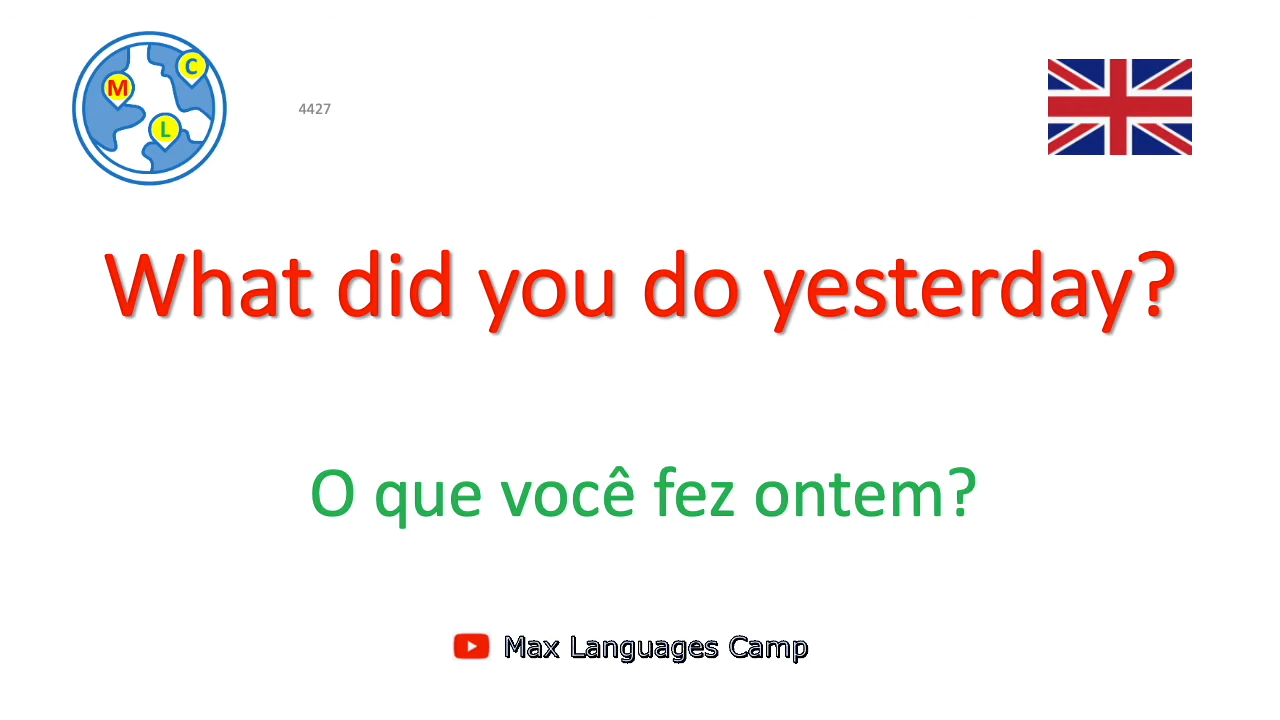 C
M
L
4427
What did you do yesterday?
O que você fez ontem?
Max Languages Camp